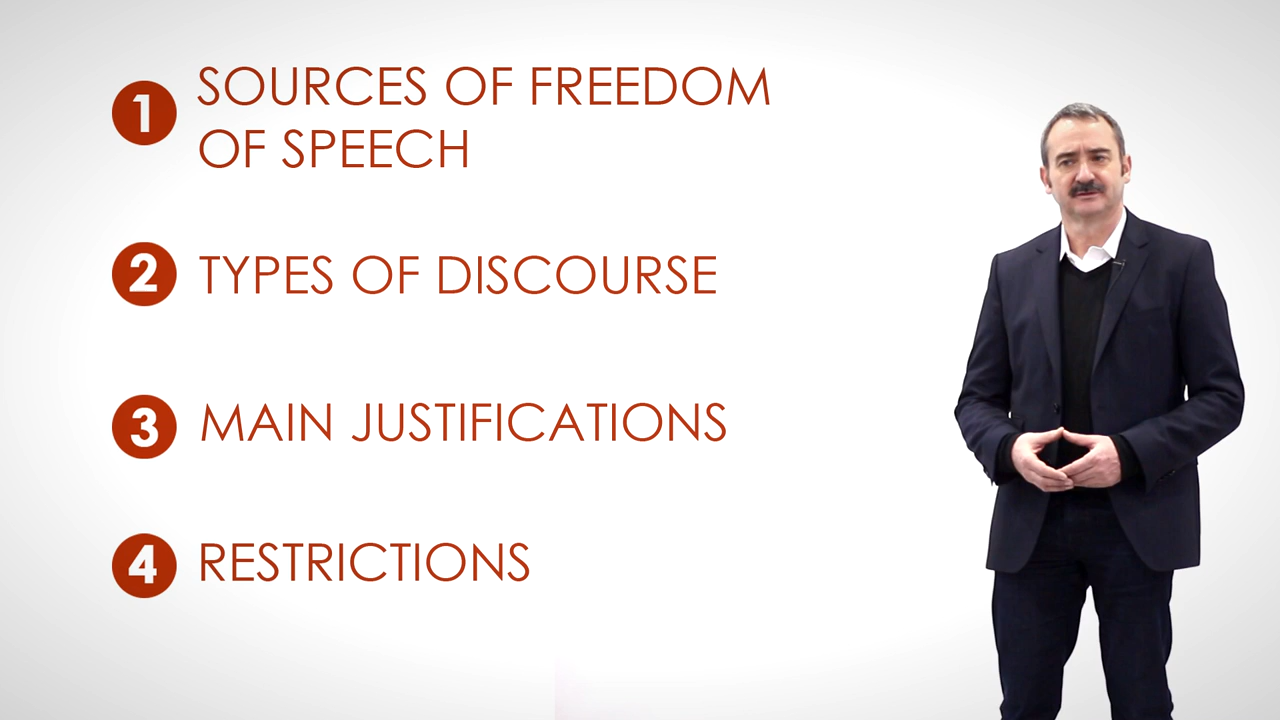 1 SOURCES OF FREEDOM
OF SPEECH
2 TYPES OF DISCOURSE
3 MAIN JUSTIFICATIONS
4 RESTRICTIONS